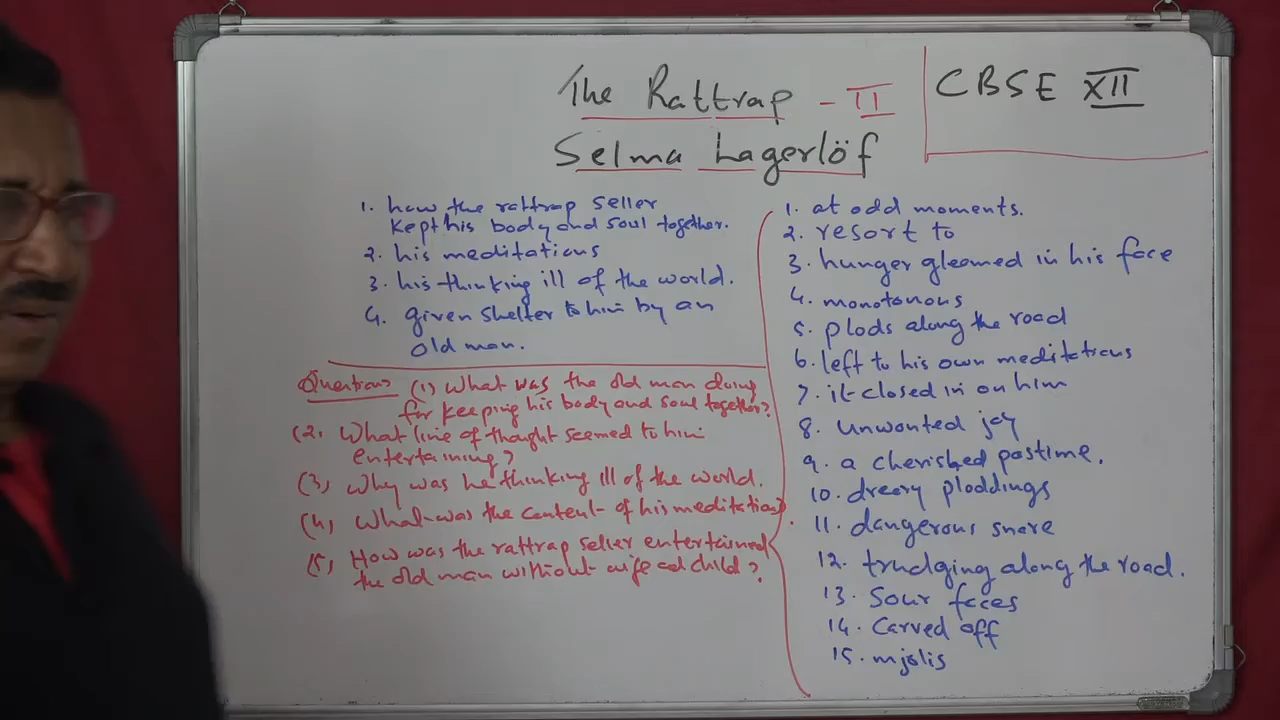 The Rattrap - II
CBSE XII
Selma Lagerlöf
1. how the rattrap seller
kept his body and soul together.
2. his meditations
3. his thinking ill of the world.
4. given shelter to him by an
old man.
Questions (1) What was the old man doing
for keeping his body and soul together?
(2) What line of thought seemed to him
entertaining?
(3) Why was he thinking ill of the world.
(4) What was the content of his meditations?
(5) How was the rattrap seller entertained
the old man without wife and child?
1. at odd moments.
2. resort to
3. hunger gleamed in his face
4. monotonous
5. plods along the road
6. left to his own meditations
7. it closed in on him
8. unwonted joy
9. a cherished pastime.
10. dreary ploddings
11. dangerous snare
12. trudging along the road.
13. Sour faces
14. Carved off
15. mjolis